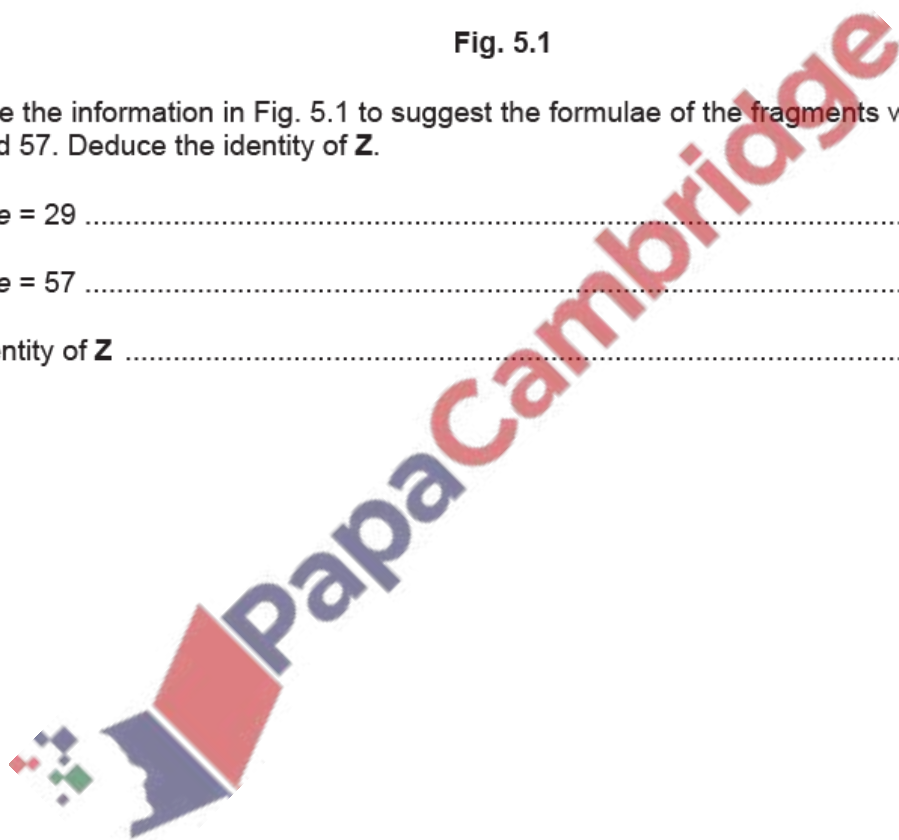 Fig. 5.1
e the information in Fig. 5.1 to suggest the formulae of the fragments v
d 57. Deduce the identity of Z.
e = 29 ..........................................................................................
e = 57 ..........................................................................................
ntity of Z .....................................................................................
PapaCambridge